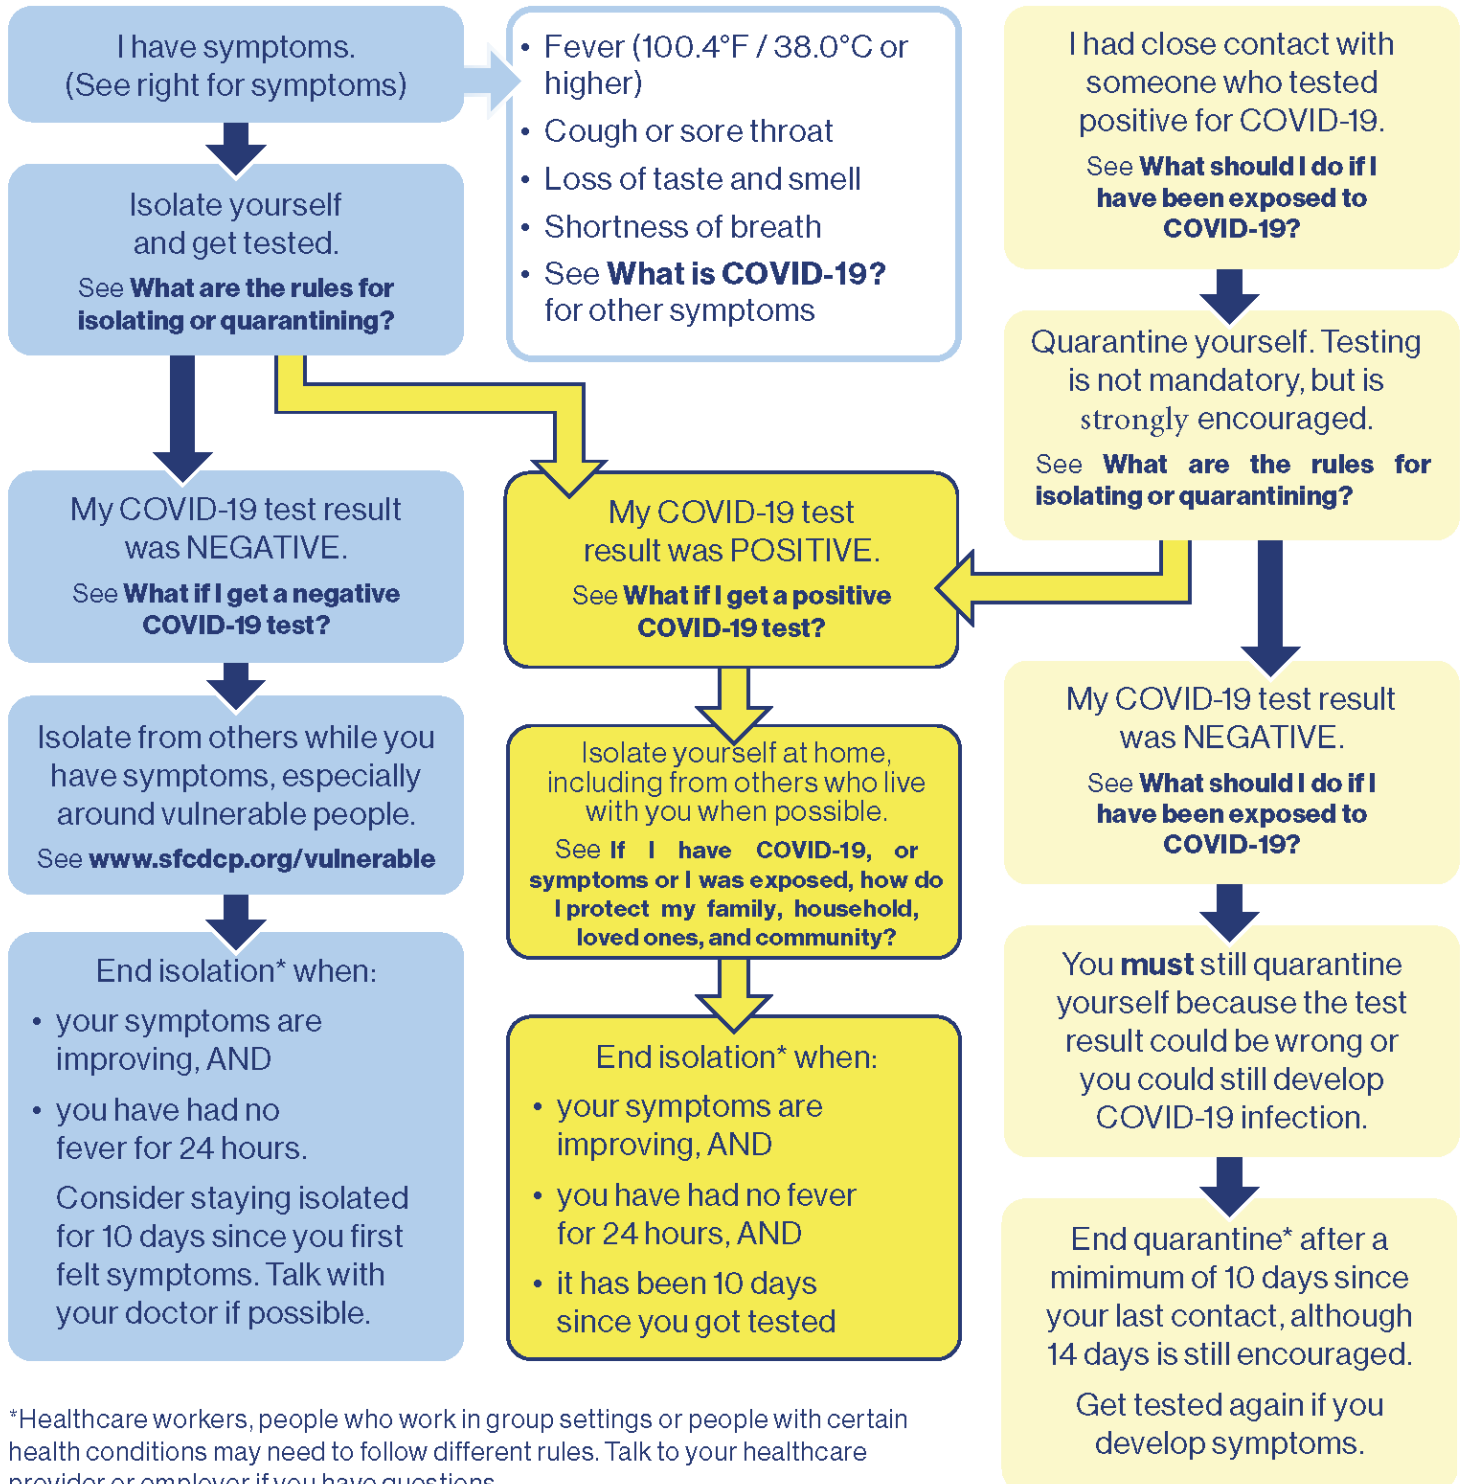 I have symptoms.
(See right for symptoms)
• Fever (100.4°F / 38.0°C or
higher)
• Cough or sore throat
• Loss of taste and smell
• Shortness of breath
• See What is COVID-19?
for other symptoms
Isolate yourself
and get tested.
See What are the rules for
isolating or quarantining?
My COVID-19 test result
was NEGATIVE.
See What if I get a negative
COVID-19 test?
Isolate from others while you
have symptoms, especially
around vulnerable people.
See www.sfcdcp.org/vulnerable
End isolation* when:
• your symptoms are
improving, AND
• you have had no
fever for 24 hours.
Consider staying isolated
for 10 days since you first
felt symptoms. Talk with
your doctor if possible.
My COVID-19 test
result was POSITIVE.
See What if I get a positive
COVID-19 test?
Isolate yourself at home,
including from others who live
with you when possible.
See If I have COVID-19, or
symptoms or I was exposed, how do
I protect my family, household,
loved ones, and community?
End isolation* when:
• your symptoms are
improving, AND
• you have had no fever
for 24 hours, AND
• it has been 10 days
since you got tested
I had close contact with
someone who tested
positive for COVID-19.
See What should I do if I
have been exposed to
COVID-19?
Quarantine yourself. Testing
is not mandatory, but is
strongly encouraged.
See What are the rules for
isolating or quarantining?
My COVID-19 test result
was NEGATIVE.
See What should I do if I
have been exposed to
COVID-19?
You must still quarantine
yourself because the test
result could be wrong or
you could still develop
COVID-19 infection.
End quarantine* after a
mimimum of 10 days since
your last contact, although
14 days is still encouraged.
Get tested again if you
develop symptoms.
*Healthcare workers, people who work in group settings or people with certain
health conditions may need to follow different rules. Talk to your healthcare
provider or employer if you have questions